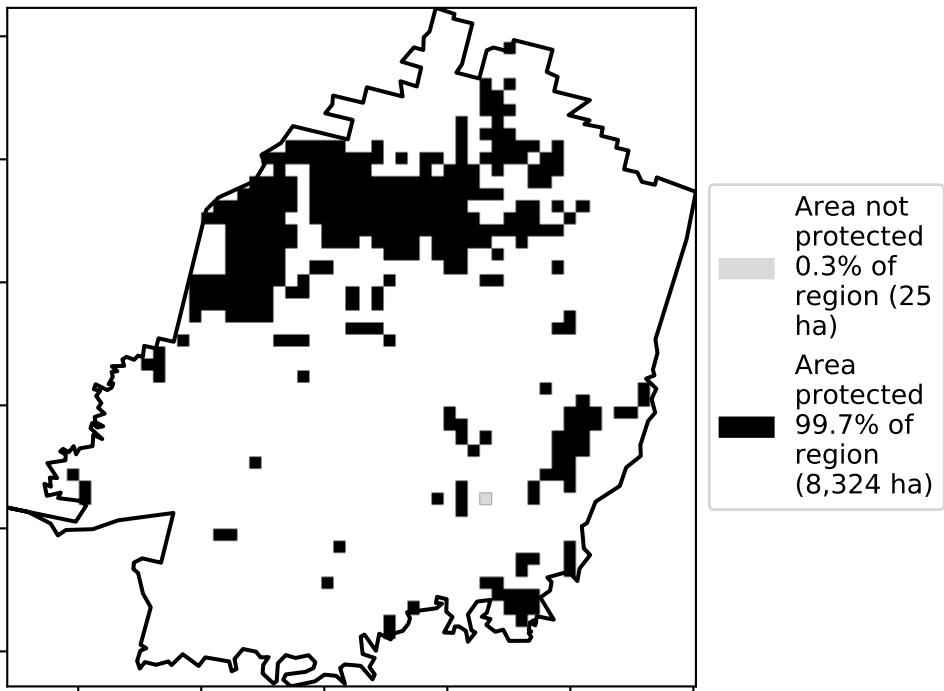 Area not
protected
0.3% of
region (25
ha)
Area
protected
99.7% of
region
(8,324 ha)